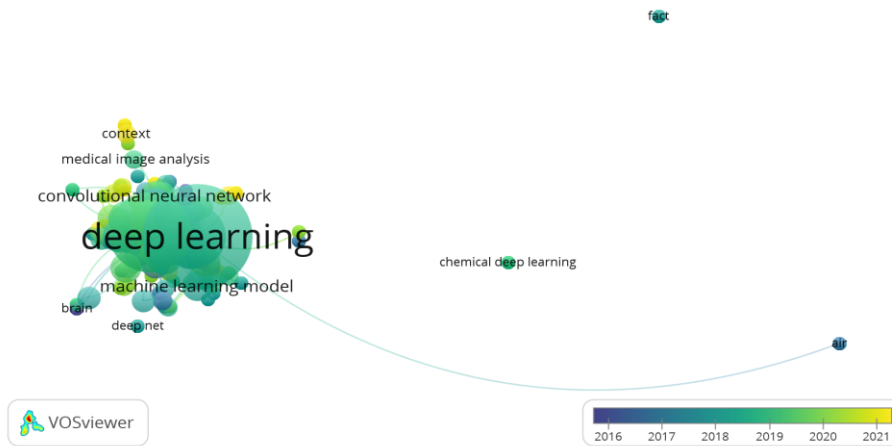 fact
context
medical image analysis
convolutional neural network
deep learning
chemical deep learning
machine learning model
brain
deep net
air
VOSviewer
2016 2017 2018 2019 2020 2021